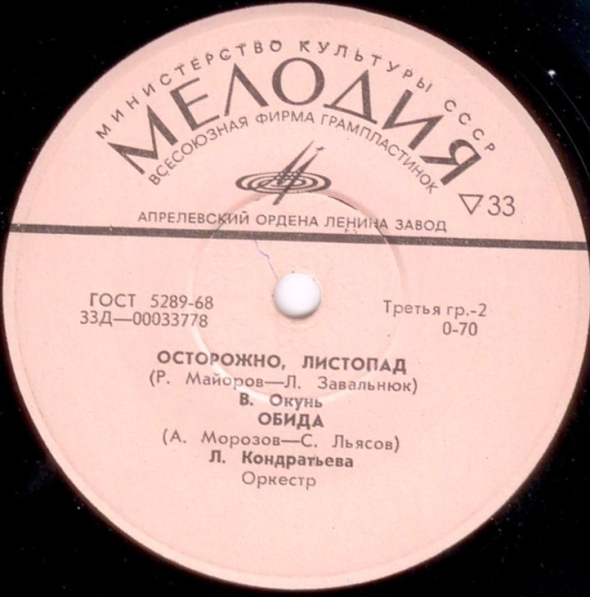 МИНИСТЕРСТВО КУЛЬТУРЫ СССР
МЕЛОДИЯ
ВСЕСОЮЗНАЯ ФИРМА ГРАМПЛАСТИНОК
▽33
АПРЕЛЕВСКИЙ ОРДЕНА ЛЕНИНА ЗАВОД
ГОСТ 5289-68
Третья гр.-2
33Д—00033778
0-70
ОСТОРОЖНО, ЛИСТОПАД
(Р. Майоров—Л. Завальнюк)
В. Окунь
ОБИДА
(А. Морозов—С. Льясов)
Л. Кондратьева
Оркестр